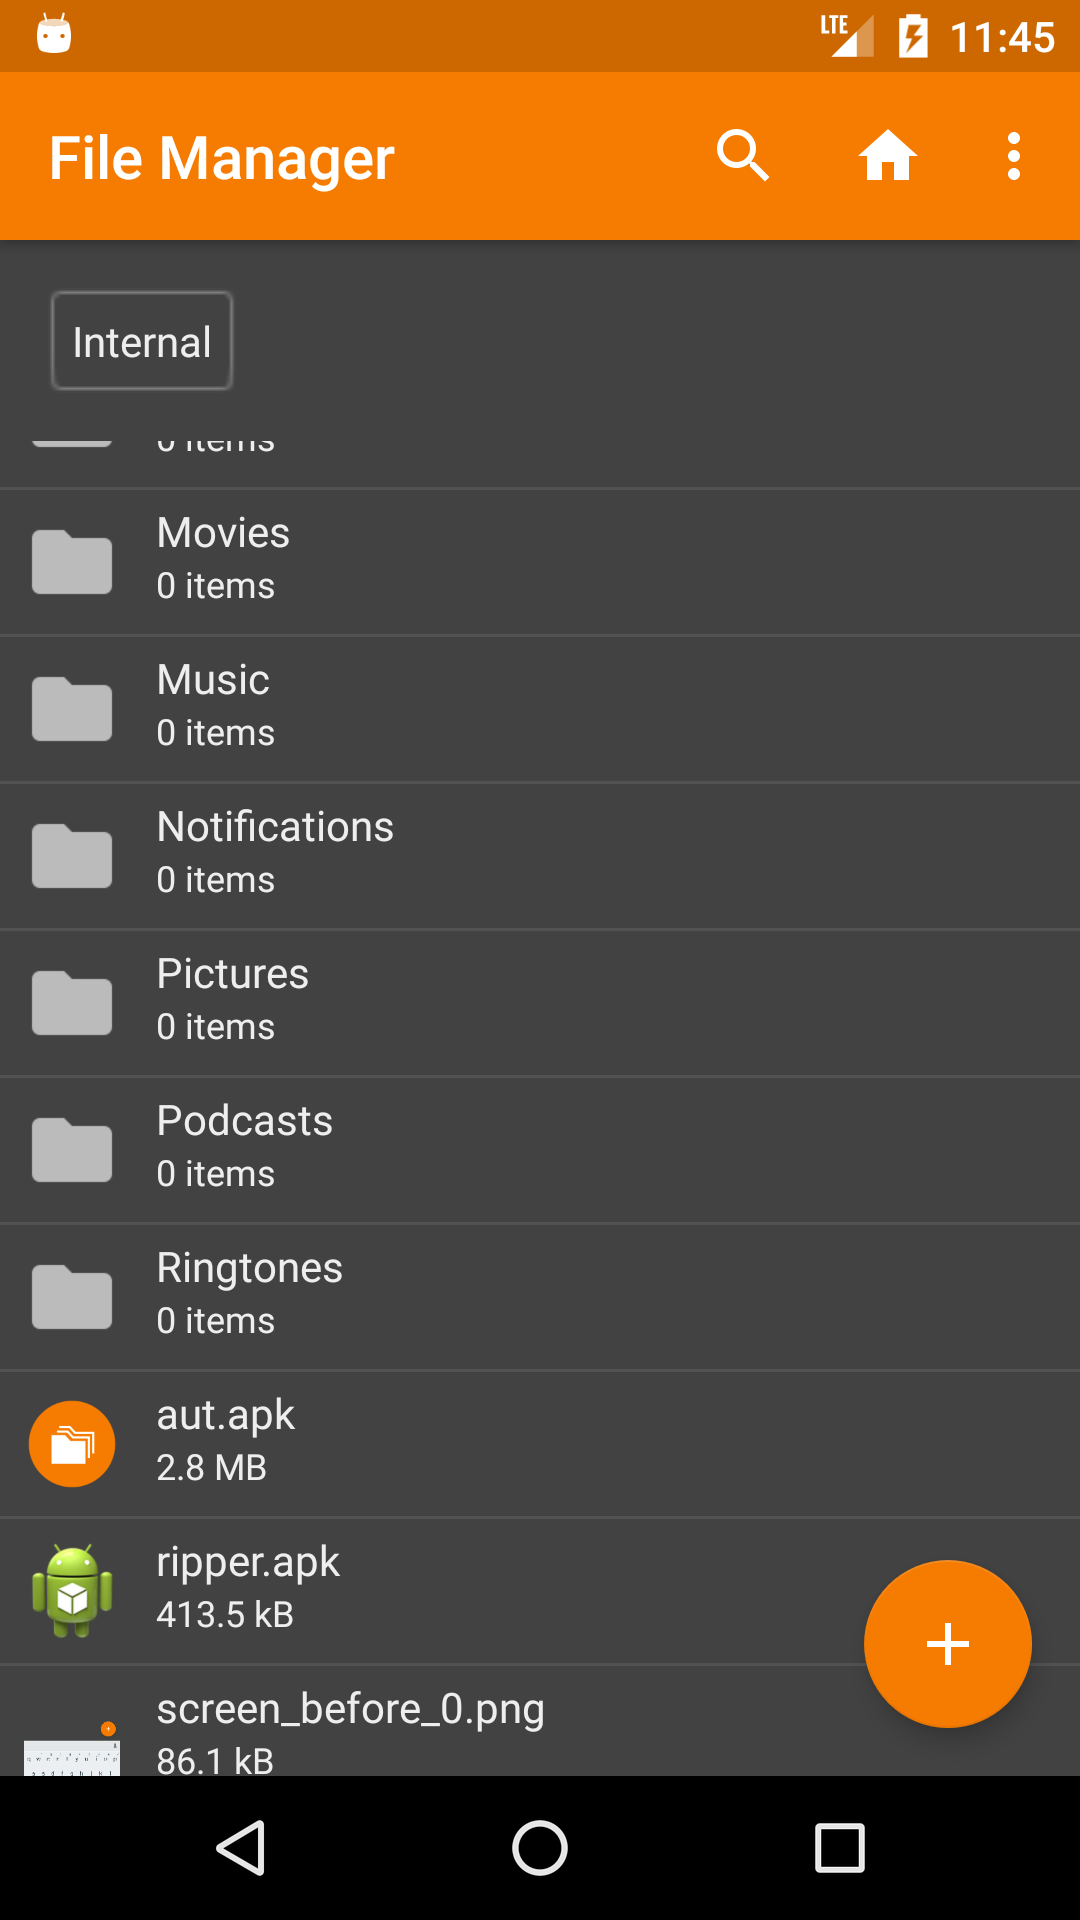 LTE 11:45
File Manager
Internal
0 items
Movies
0 items
Music
0 items
Notifications
0 items
Pictures
0 items
Podcasts
0 items
Ringtones
0 items
aut.apk
2.8 MB
ripper.apk
413.5 kB
screen_before_0.png
86.1 kB